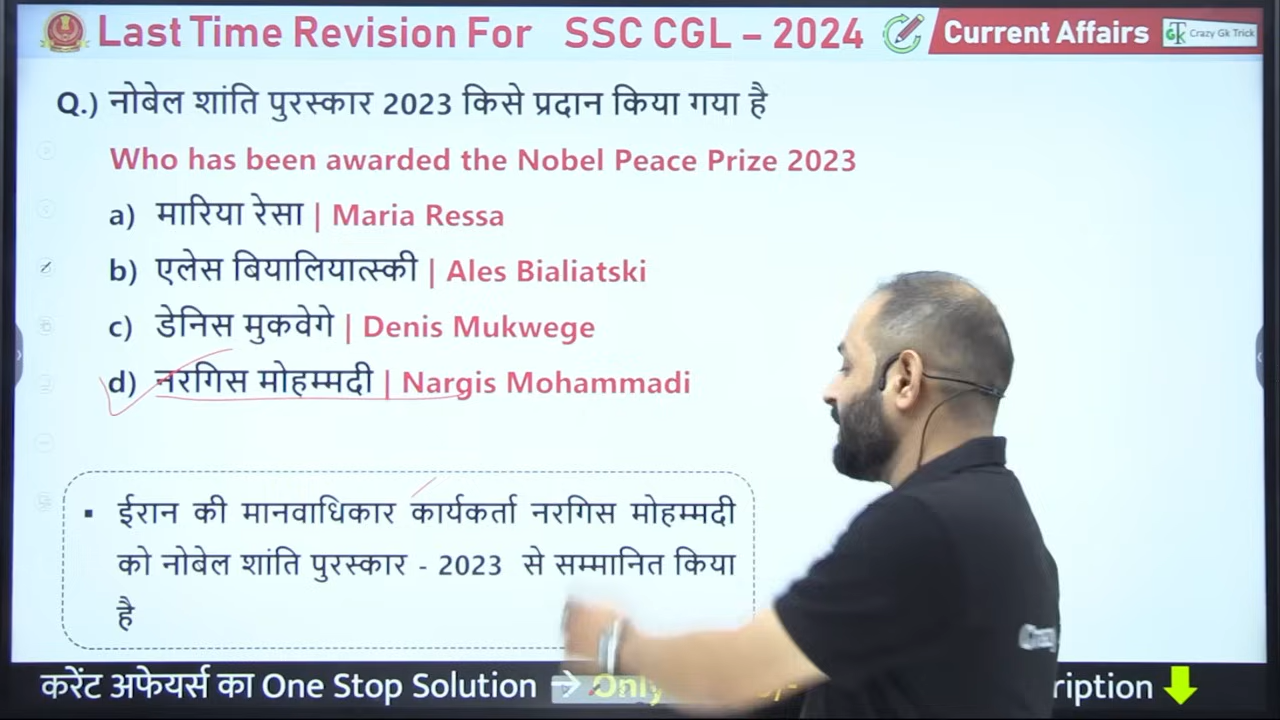 Last Time Revision For SSC CGL – 2024
Current Affairs
Crazy Gk Trick
Q.) नोबेल शांति पुरस्कार 2023 किसे प्रदान किया गया है
Who has been awarded the Nobel Peace Prize 2023
a) मारिया रेसा | Maria Ressa
b) एलेस बियालियात्स्की | Ales Bialiatski
c) डेनिस मुकवेगे | Denis Mukwege
d) नरगिस मोहम्मदी | Nargis Mohammadi
▪ ईरान की मानवाधिकार कार्यकर्ता नरगिस मोहम्मदी
को नोबेल शांति पुरस्कार - 2023 से सम्मानित किया
है
करेंट अफेयर्स का One Stop Solution → Only